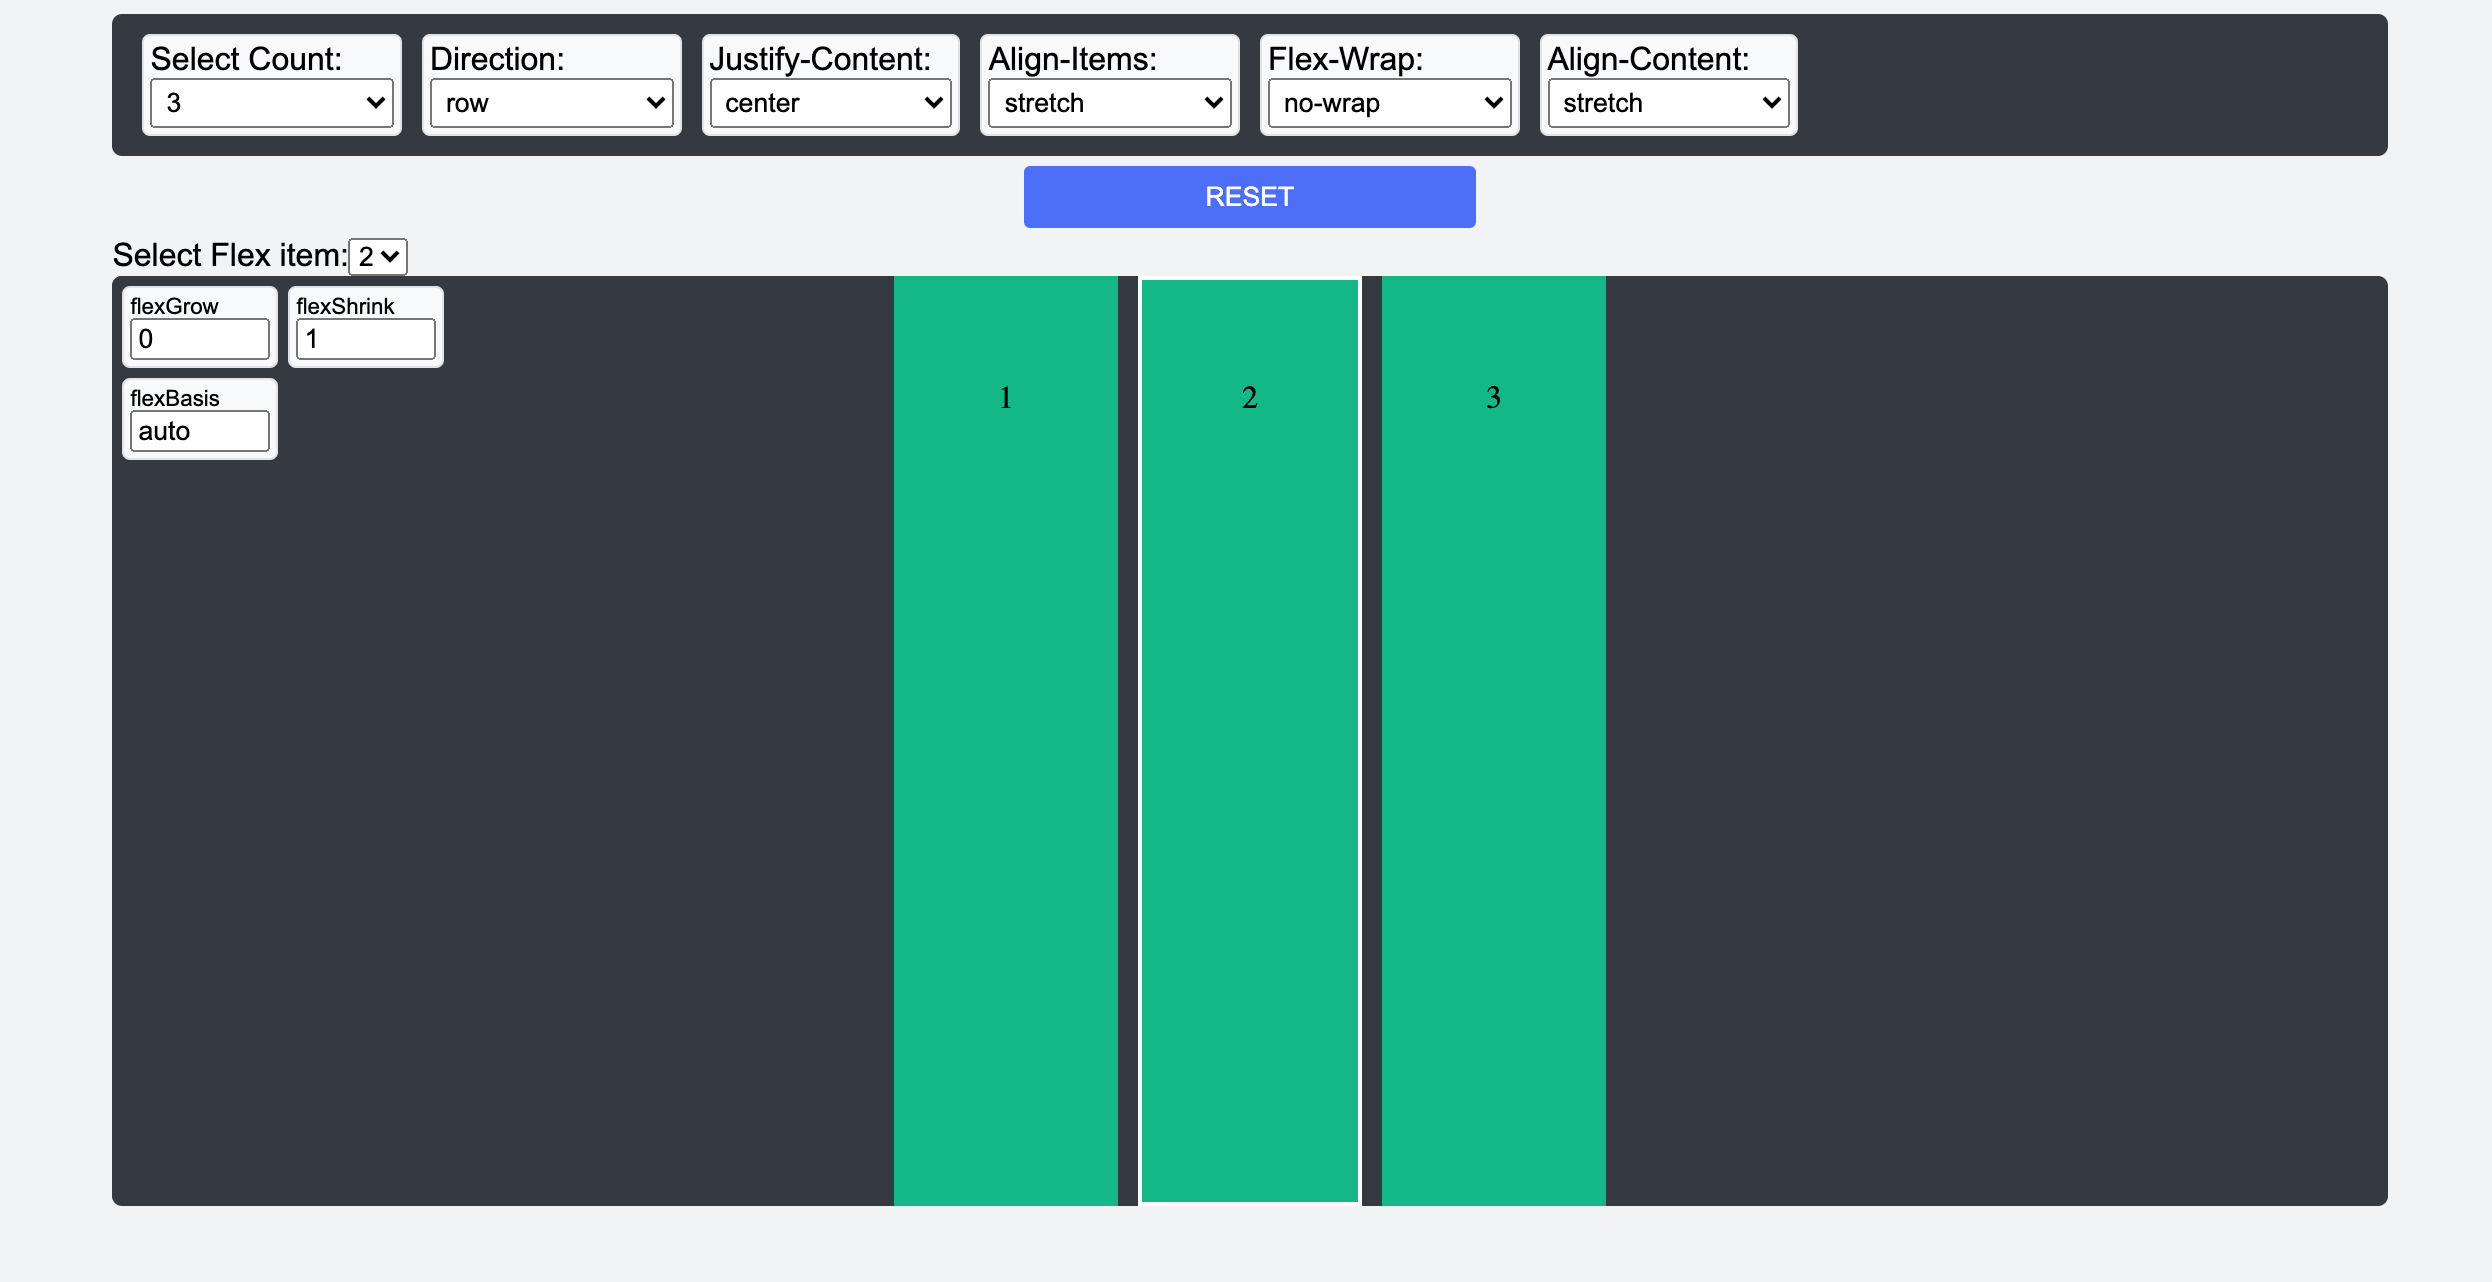 Select Count: Direction: Justify-Content: Align-Items: Flex-Wrap: Align-Content:
3 row center stretch no-wrap stretch
RESET
Select Flex item: 2
flexGrow flexShrink
0 1
flexBasis
auto
1 2 3